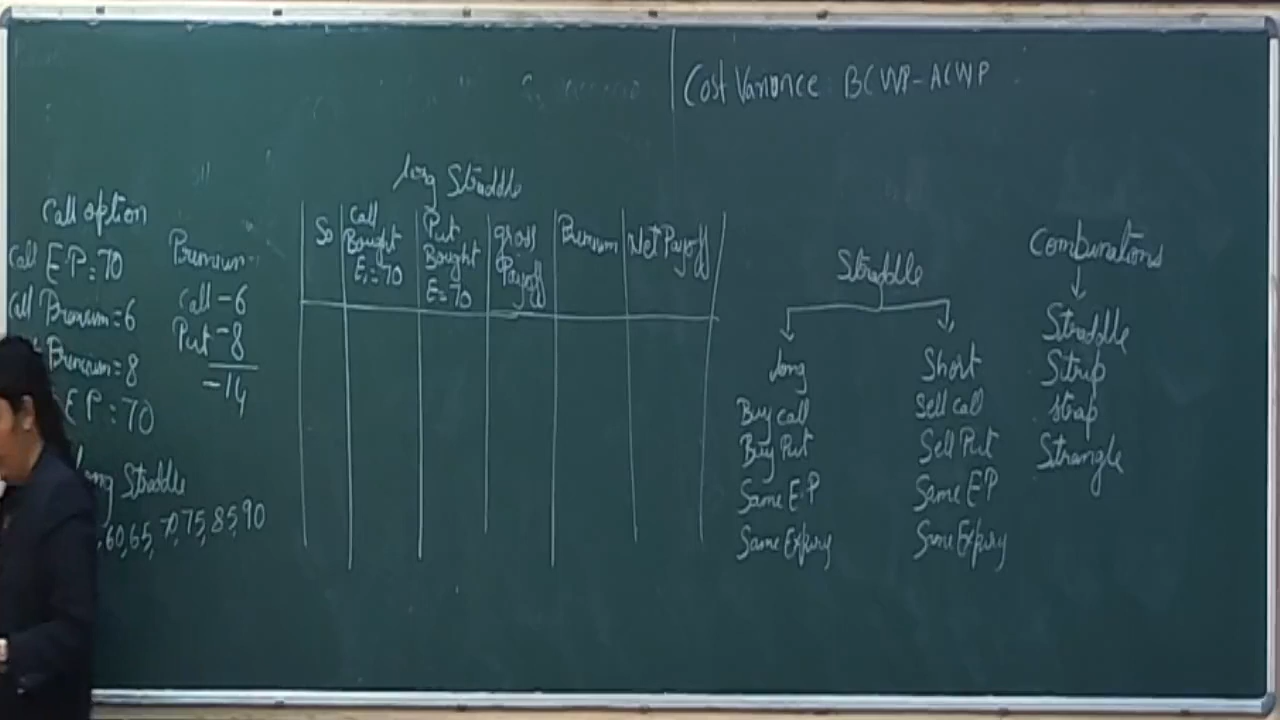 Cost Variance BCWP-ACWP
Call option
Call EP=70
Call Premium=6
Premium=8
EP=70
Long Straddle
60,65,70,75,85,90
Premium
Call-6
Put-8
-14
Long Straddle
So
Call
Bought
E=70
Put
Bought
E=70
gross
Payoff
Premium
Net Payoff
Straddle
long
Buy call
Buy Put
Same E.P
Same Expiry
Short
Sell call
Sell Put
Same EP
Same Expiry
Combinations
Straddle
Strip
Strap
Strangle